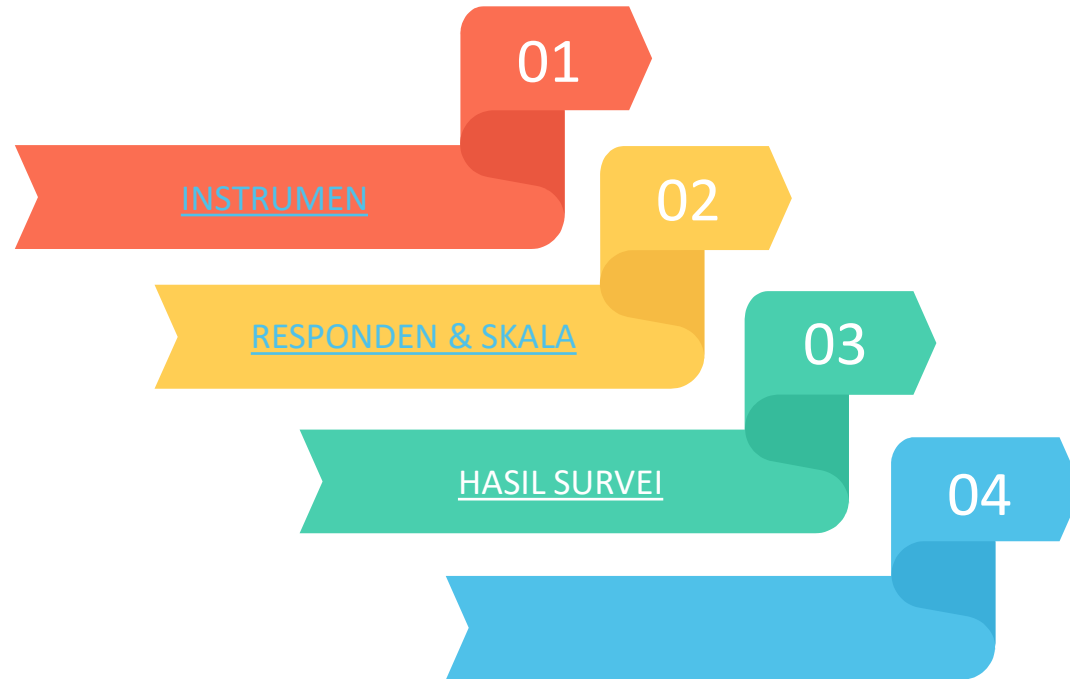 01
INSTRUMEN
02
RESPONDEN & SKALA
03
HASIL SURVEI
04